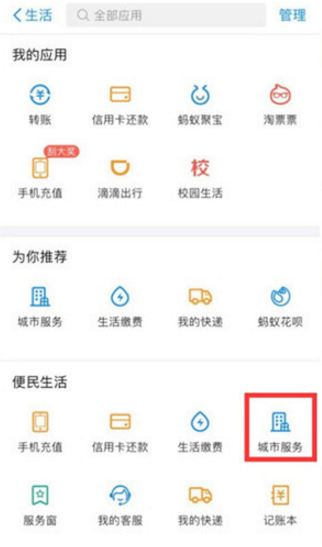 生活 全部应用 管理
我的应用
转账 信用卡还款 蚂蚁聚宝 淘票票
刮大奖 校
手机充值 滴滴出行 校园生活
为你推荐
城市服务 生活缴费 我的快递 蚂蚁花呗
便民生活
手机充值 信用卡还款 生活缴费 城市服务
服务窗 我的客服 我的快递 记账本